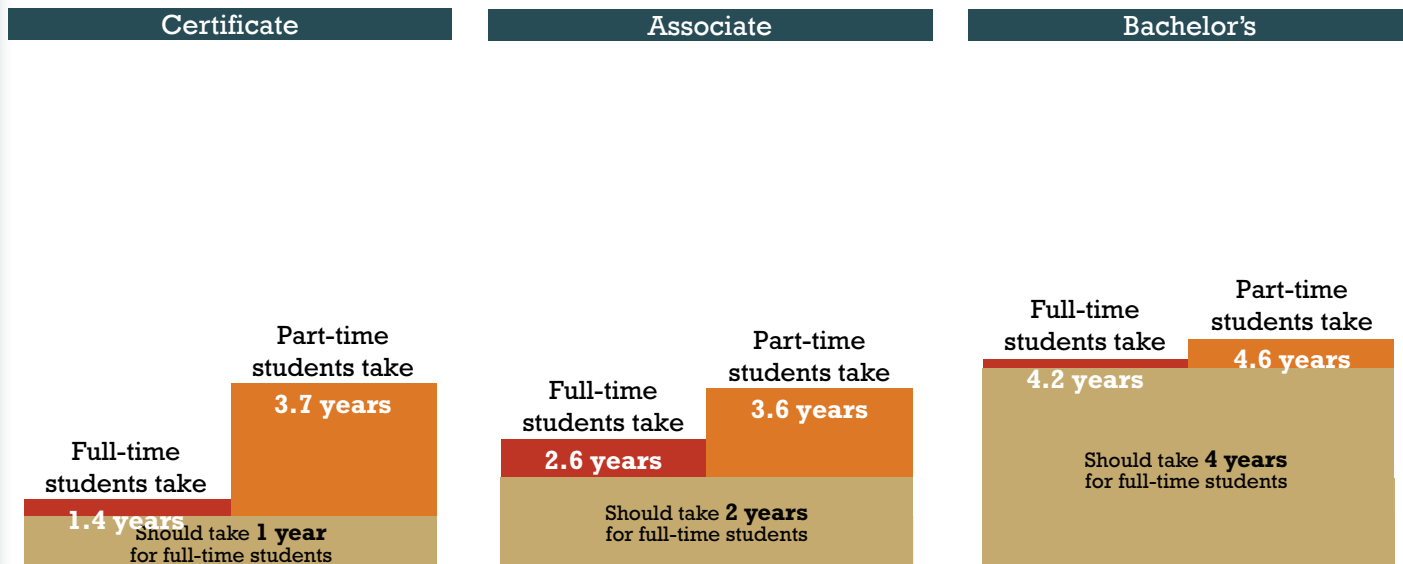 Certificate
Full-time
students take
1.4 years
Part-time
students take
3.7 years
Should take 1 year
for full-time students
Associate
Full-time
students take
2.6 years
Part-time
students take
3.6 years
Should take 2 years
for full-time students
Bachelor's
Full-time
students take
4.2 years
Part-time
students take
4.6 years
Should take 4 years
for full-time students